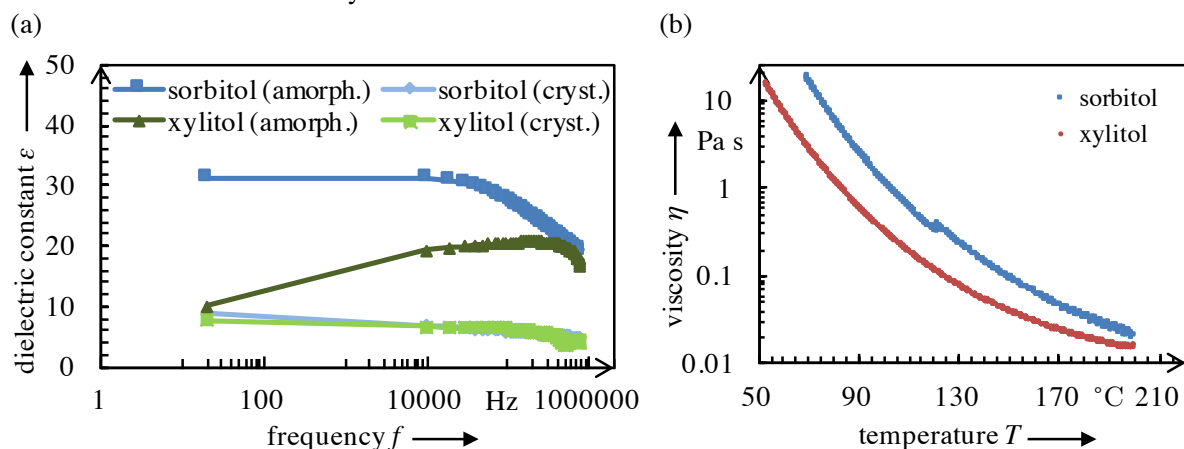 (a)
50
40
30
20
10
0
dielectric constant ε
sorbitol (amorph.) sorbitol (cryst.)
xylitol (amorph.) xylitol (cryst.)
1 100 10000 Hz 1000000
frequency f
(b)
10
Pa s
1
0.1
0.01
viscosity η
sorbitol
xylitol
50 90 130 170 °C 210
temperature T